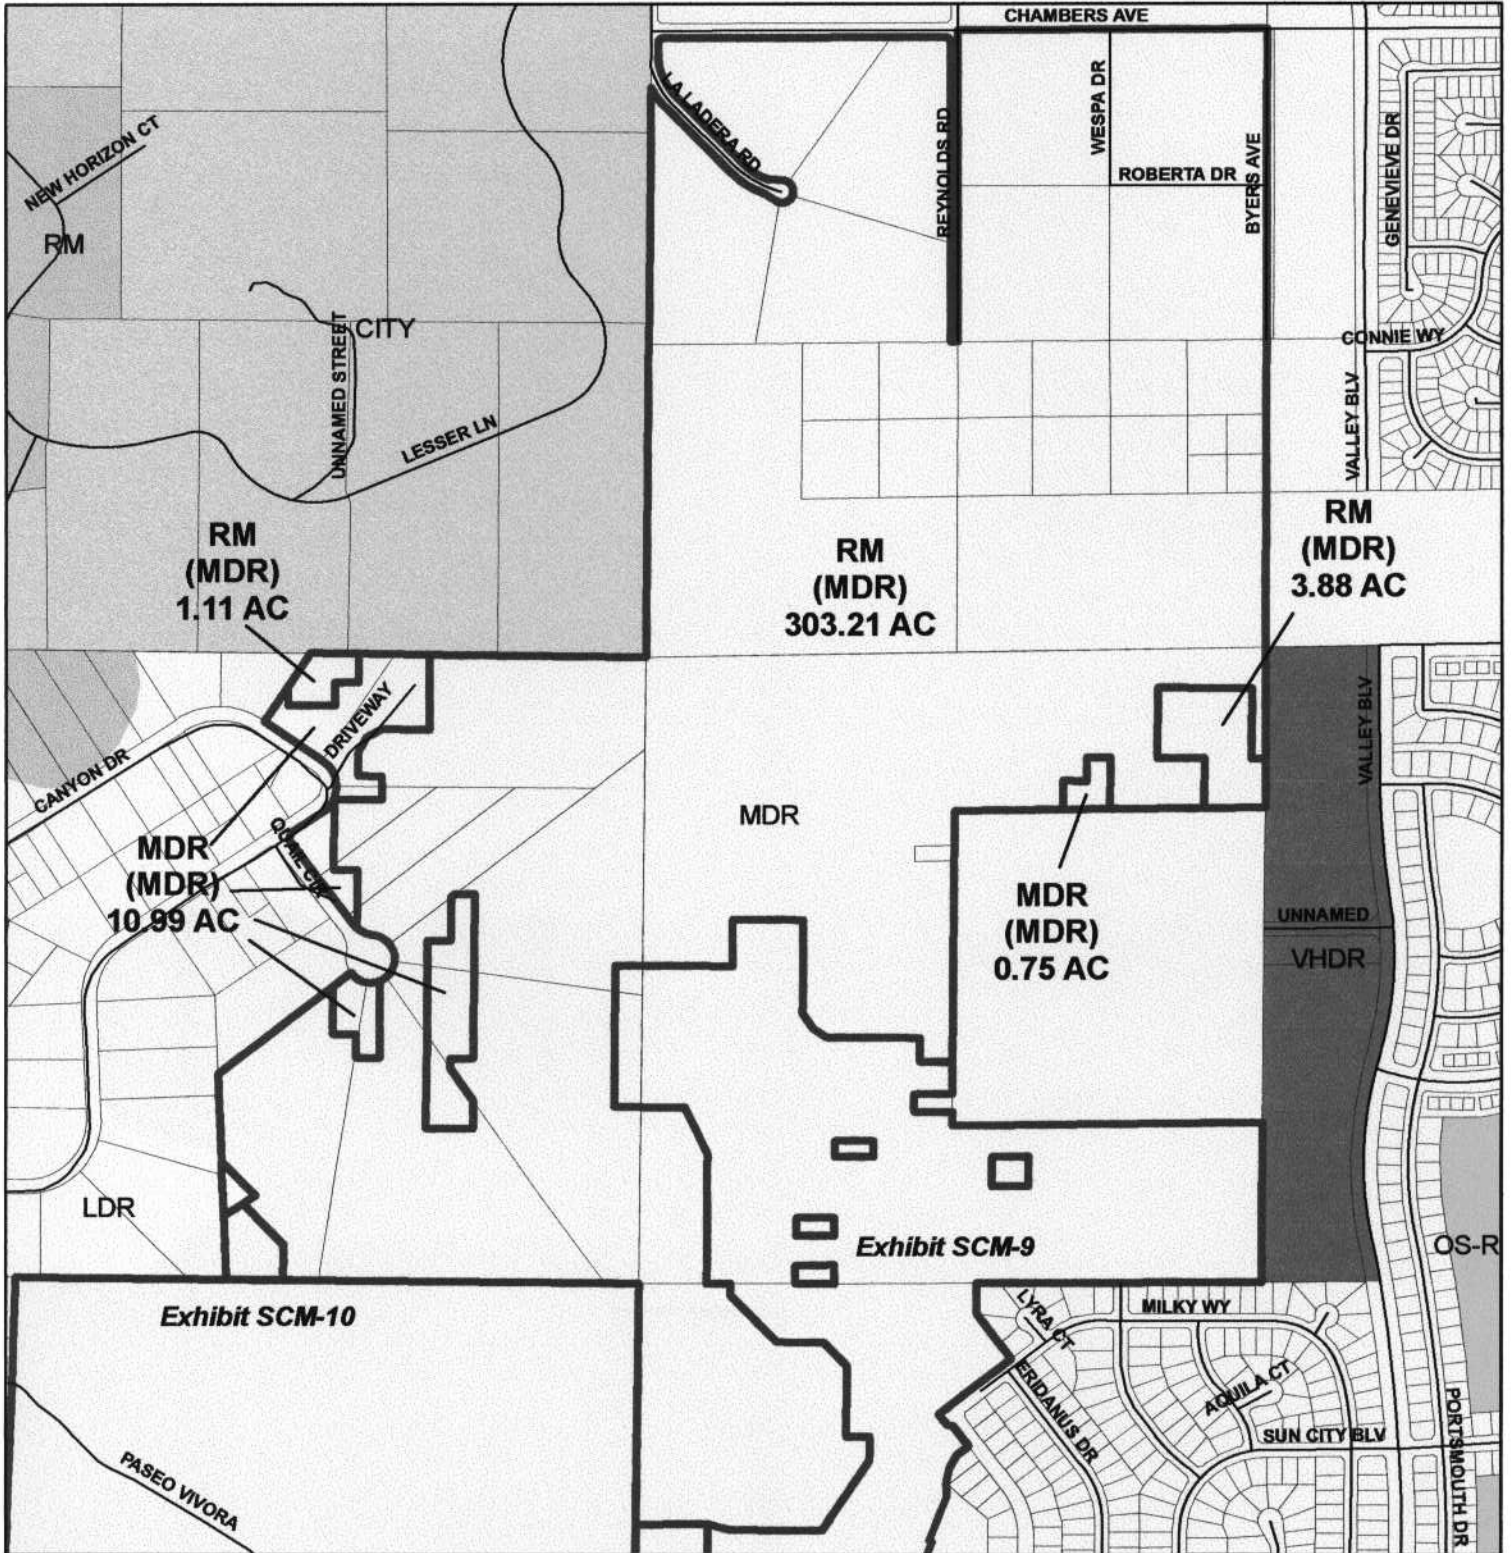 CHAMBERS AVE
LA LADERA RD
REYNOLDS RD
WESPA DR
ROBERTA DR
BYERS AVE
GENEVIEVE DR
NEW HORIZON CT
RM
CITY
UNNAMED STREET
LESSER LN
CONNIE WY
VALLEY BLV
RM
(MDR)
1.11 AC
RM
(MDR)
303.21 AC
RM
(MDR)
3.88 AC
DRIVEWAY
CANYON DR
VALLEY BLV
MDR
QUAIL CIR
MDR
(MDR)
10.99 AC
MDR
(MDR)
0.75 AC
UNNAMED
VHDR
LDR
Exhibit SCM-9
OS-R
Exhibit SCM-10
LYRA CT
MILKY WY
ERIDANUS DR
AQUILA CT
SUN CITY BLV
PORTSMOUTH DR
PASEO VIVORA